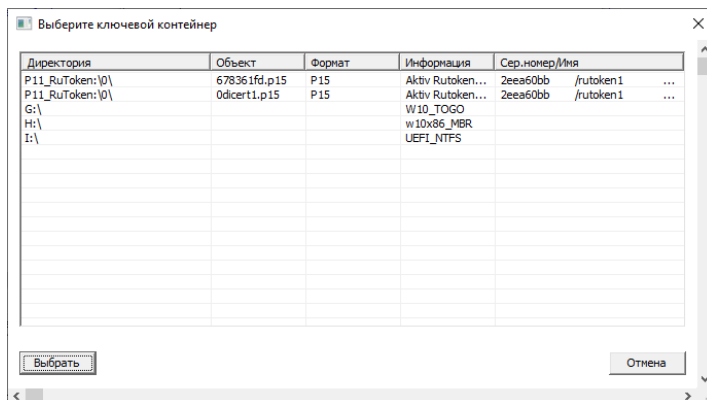 Выберите ключевой контейнер
Директория Объект Формат Информация Сер.номер/Имя
P11_RuToken:\0\ 678361fd.p15 P15 Aktiv Rutoken... 2eea60bb /rutoken1 ...
P11_RuToken:\0\ 0dicert1.p15 P15 Aktiv Rutoken... 2eea60bb /rutoken1 ...
G:\ W10_TOGO
H:\ w10x86_MBR
I:\ UEFI_NTFS
Выбрать Отмена